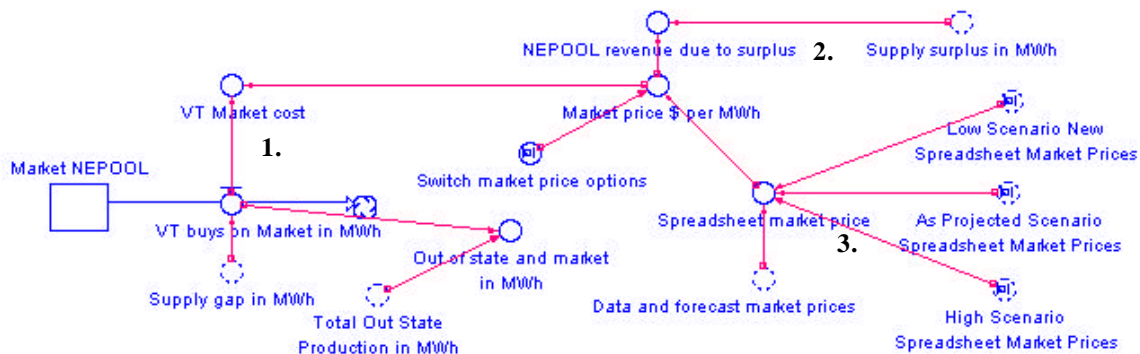 NEPOOL revenue due to surplus
2.
Supply surplus in MWh
VT Market cost
Market price $ per MWh
Low Scenario New
Spreadsheet Market Prices
1.
Market NEPOOL
Switch market price options
VT buys on Market in MWh
Spreadsheet market price
As Projected Scenario
Spreadsheet Market Prices
3.
Out of state and market
in MWh
Supply gap in MWh
Data and forecast market prices
Total Out State
Production in MWh
High Scenario
Spreadsheet Market Prices